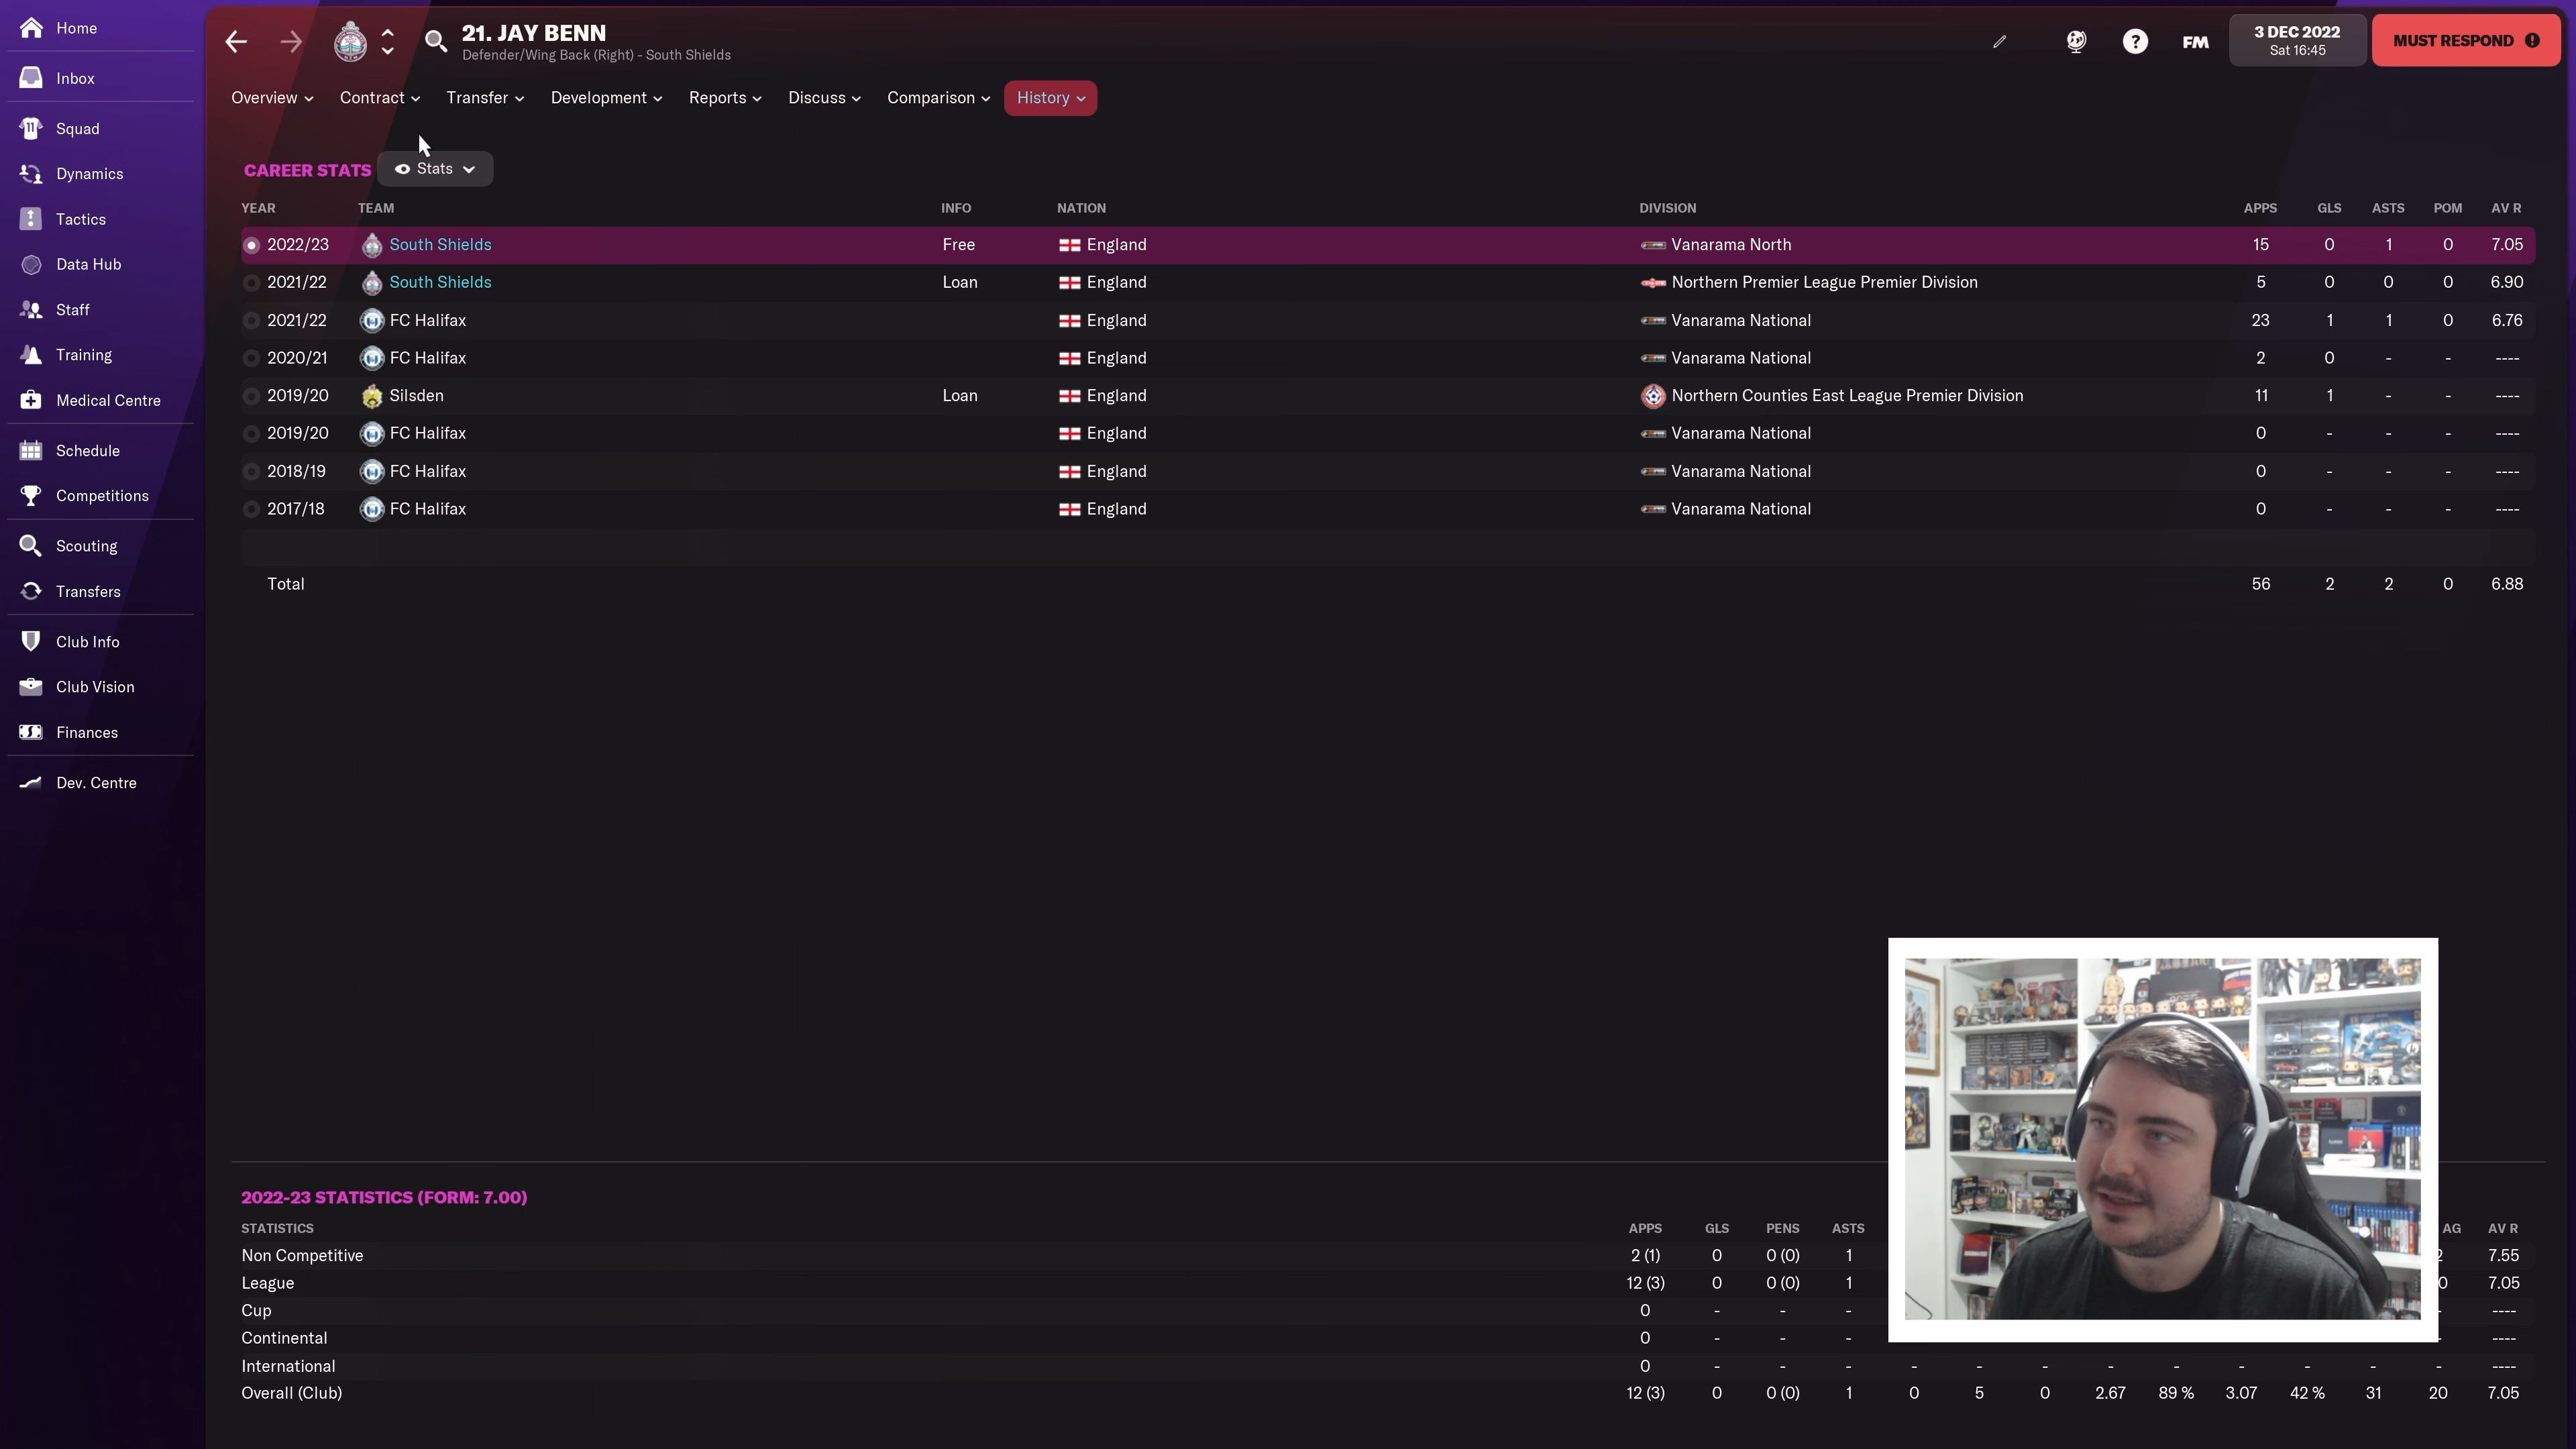 Home
Inbox
Squad
Dynamics
Tactics
Data Hub
Staff
Training
Medical Centre
Schedule
Competitions
Scouting
Transfers
Club Info
Club Vision
Finances
Dev. Centre
21. JAY BENN
Defender/Wing Back (Right) - South Shields
FM
3 DEC 2022
Sat 16:45
MUST RESPOND
Overview Contract Transfer Development Reports Discuss Comparison History
CAREER STATS Stats
YEAR TEAM INFO NATION DIVISION APPS GLS ASTS POM AV R
2022/23 South Shields Free England Vanarama North 15 0 1 0 7.05
2021/22 South Shields Loan England Northern Premier League Premier Division 5 0 0 0 6.90
2021/22 FC Halifax England Vanarama National 23 1 1 0 6.76
2020/21 FC Halifax England Vanarama National 2 0 - - ----
2019/20 Silsden Loan England Northern Counties East League Premier Division 11 1 - - ----
2019/20 FC Halifax England Vanarama National 0 - - - ----
2018/19 FC Halifax England Vanarama National 0 - - - ----
2017/18 FC Halifax England Vanarama National 0 - - - ----
Total 56 2 2 0 6.88
2022-23 STATISTICS (FORM: 7.00)
STATISTICS APPS GLS PENS ASTS AG AV R
Non Competitive 2 (1) 0 0 (0) 1 2 7.55
League 12 (3) 0 0 (0) 1 0 7.05
Cup 0 - - - - ----
Continental 0 - - - - ----
International 0 - - - - - - - - - - - - ----
Overall (Club) 12 (3) 0 0 (0) 1 0 5 0 2.67 89 % 3.07 42 % 31 20 7.05